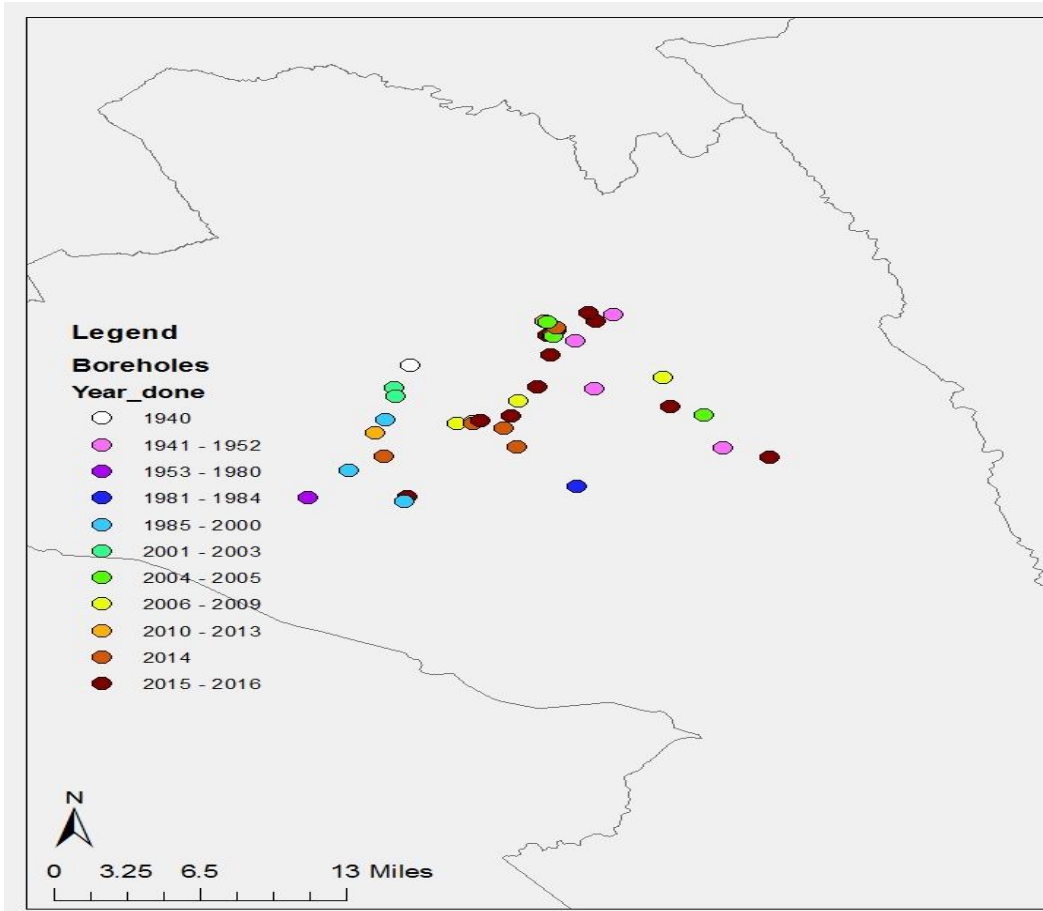 Legend
Boreholes
Year_done
1940
1941 - 1952
1953 - 1980
1981 - 1984
1985 - 2000
2001 - 2003
2004 - 2005
2006 - 2009
2010 - 2013
2014
2015 - 2016
N
0 3.25 6.5 13 Miles